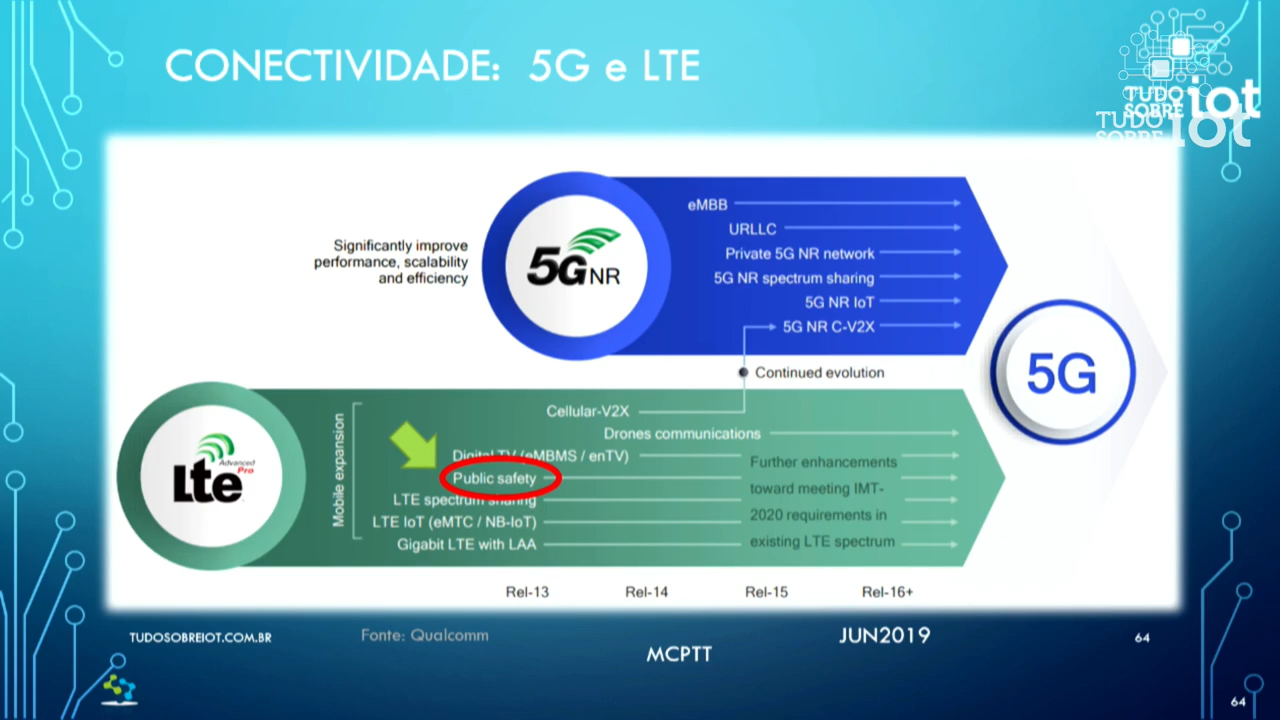 CONECTIVIDADE: 5G e LTE
TUDO
SOBRE iot
TUDO
SOBRE iot
Significantly improve
performance, scalability
and efficiency
5G NR
eMBB
URLLC
Private 5G NR network
5G NR spectrum sharing
5G NR IoT
5G NR C-V2X
Continued evolution
5G
Lte
Advanced
Pro
Mobile expansion
Cellular-V2X
Drones communications
Digital TV (eMBMS / enTV)
Public safety
LTE spectrum sharing
LTE IoT (eMTC / NB-IoT)
Gigabit LTE with LAA
Further enhancements
toward meeting IMT-
2020 requirements in
existing LTE spectrum
Rel-13 Rel-14 Rel-15 Rel-16+
TUDOSOBREIOT.COM.BR
Fonte: Qualcomm
MCPTT
JUN2019
64
64